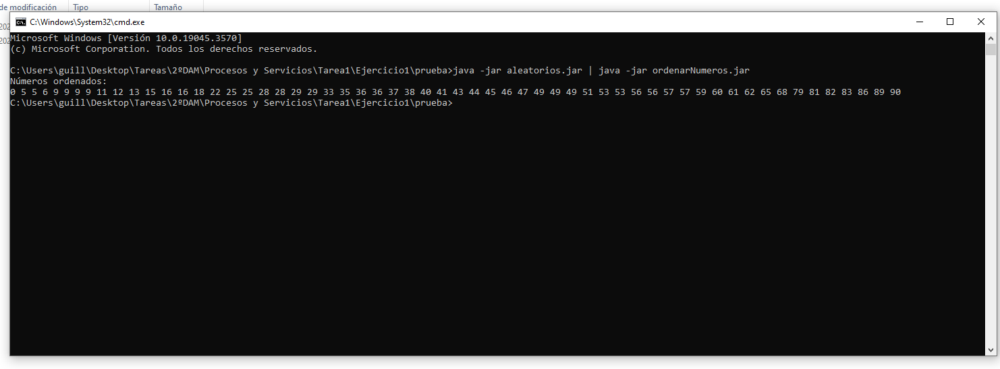 de modificación Tipo Tamaño
C:\Windows\System32\cmd.exe
202
202
Microsoft Windows [Versión 10.0.19045.3570]
(c) Microsoft Corporation. Todos los derechos reservados.
C:\Users\guill\Desktop\Tareas\2ºDAM\Procesos y Servicios\Tarea1\Ejercicio1\prueba>java -jar aleatorios.jar | java -jar ordenarNumeros.jar
Números ordenados:
0 5 5 6 9 9 9 9 11 12 13 15 16 16 18 22 25 25 28 28 29 29 33 35 36 36 37 38 40 41 43 44 45 46 47 49 49 49 51 53 53 56 56 57 57 59 60 61 62 65 68 79 81 82 83 86 89 90
C:\Users\guill\Desktop\Tareas\2ºDAM\Procesos y Servicios\Tarea1\Ejercicio1\prueba>